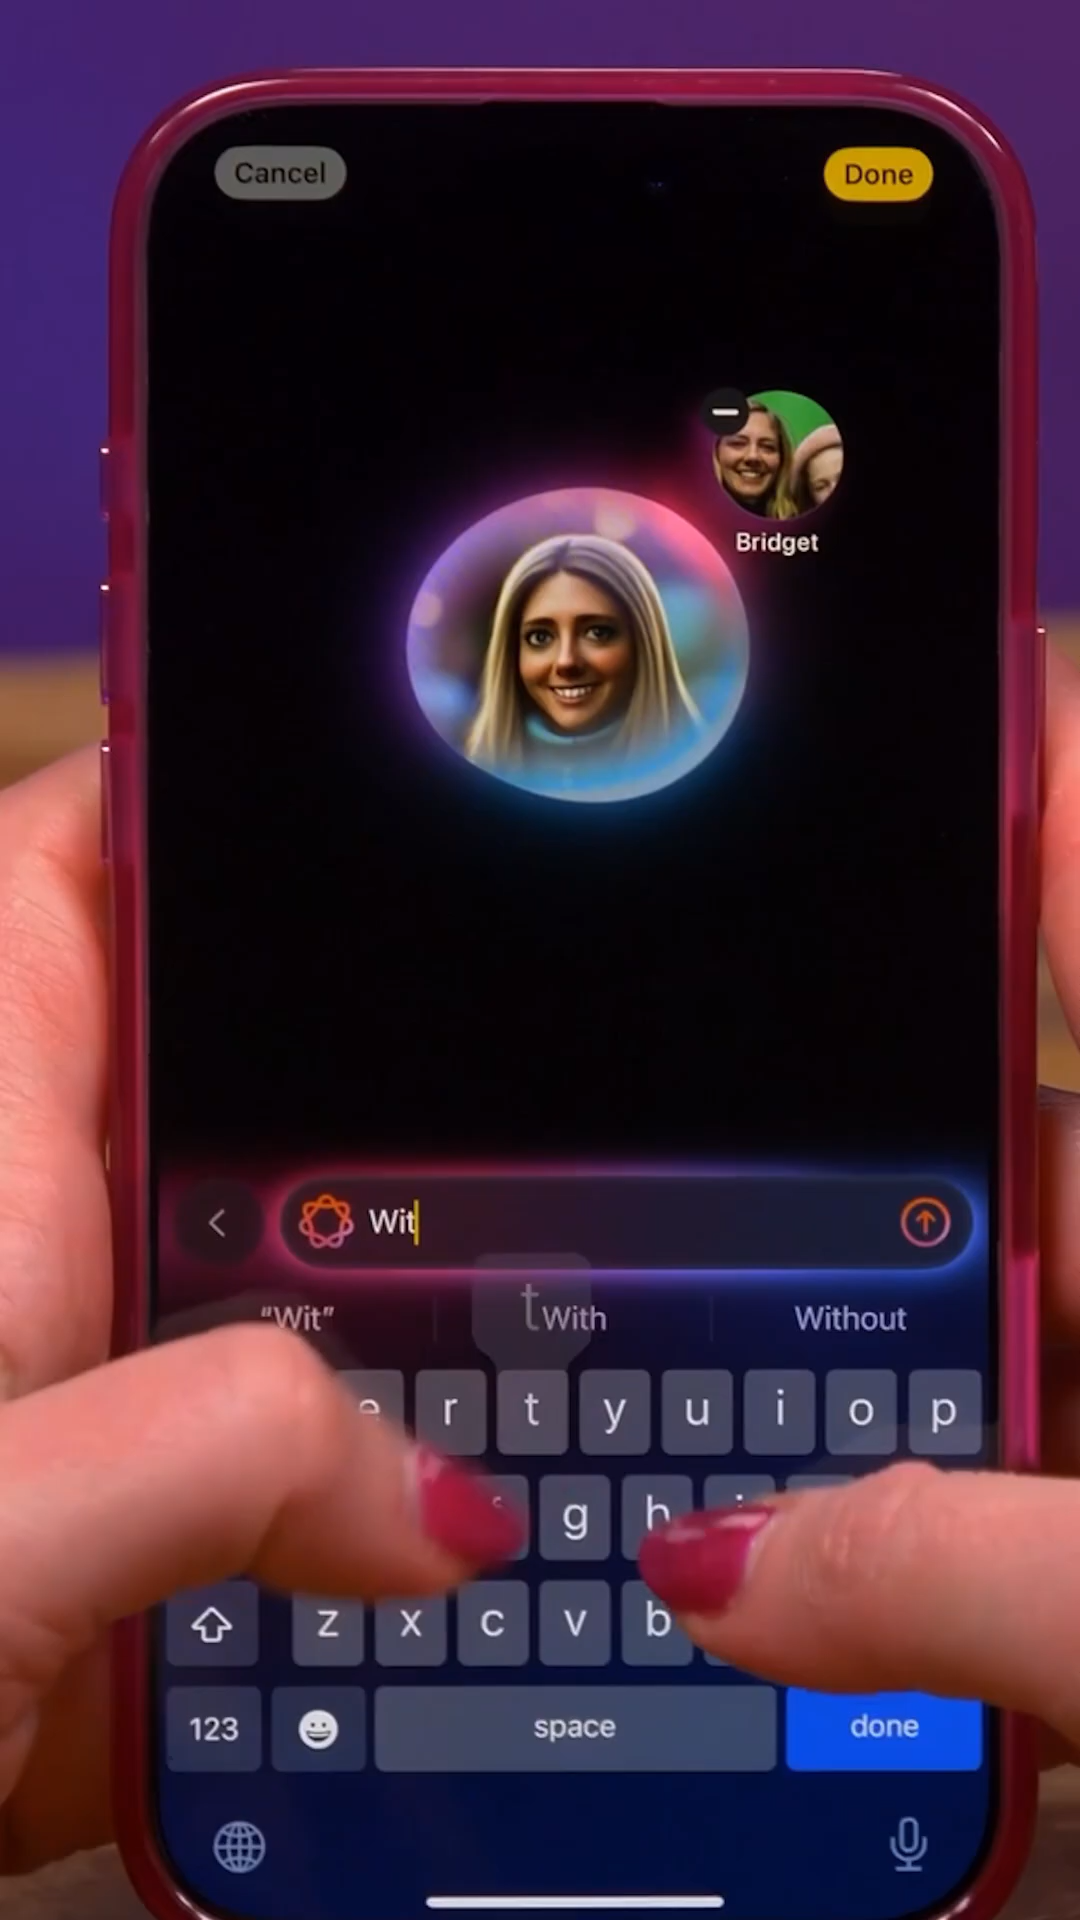 Cancel
Done
Bridget
Wit
“Wit”
t
With
Without
e r t y u i o p
g h
z x c v b
123
space
done